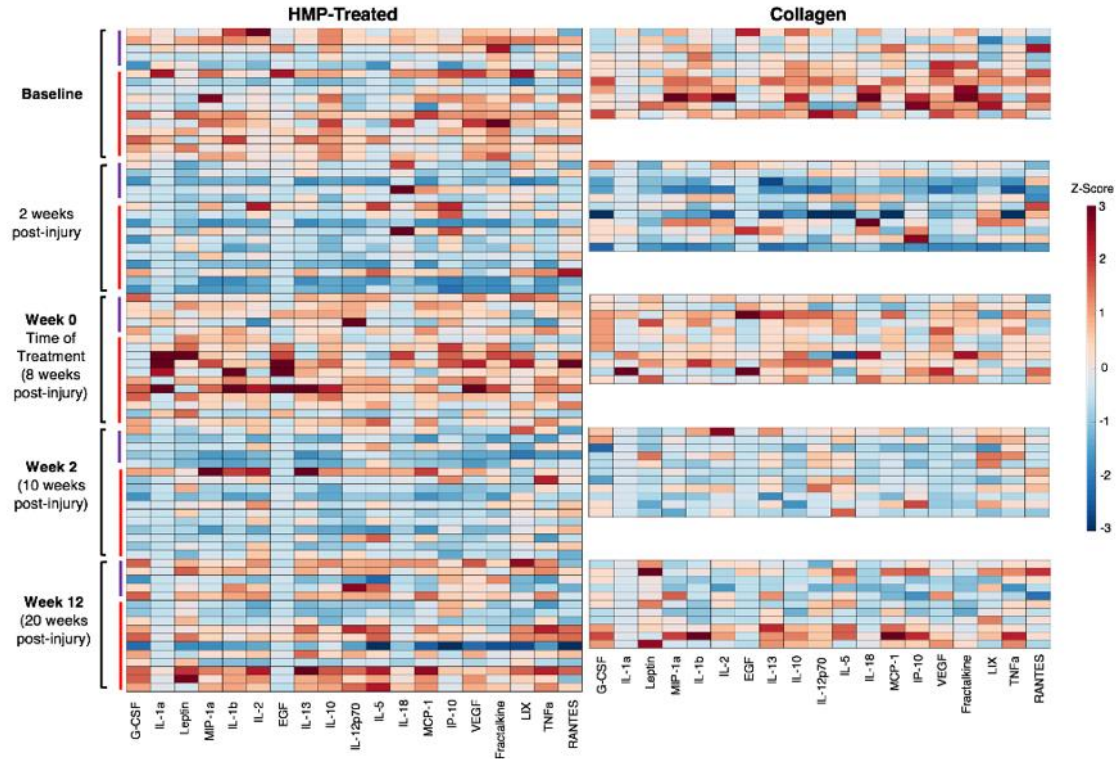 HMP-Treated
Collagen
Baseline
2 weeks
post-injury
Week 0
Time of
Treatment
(8 weeks
post-injury)
Week 2
(10 weeks
post-injury)
Week 12
(20 weeks
post-injury)
Z-Score
3
2
1
0
-1
-2
-3
G-CSF
IL-1a
Leptin
MIP-1a
IL-1b
IL-2
EGF
IL-13
IL-10
IL-12p70
IL-5
IL-18
MCP-1
IP-10
VEGF
Fractalkine
LIX
TNFa
RANTES
G-CSF
IL-1a
Leptin
MIP-1a
IL-1b
IL-2
EGF
IL-13
IL-10
IL-12p70
IL-5
IL-18
MCP-1
IP-10
VEGF
Fractalkine
LIX
TNFa
RANTES